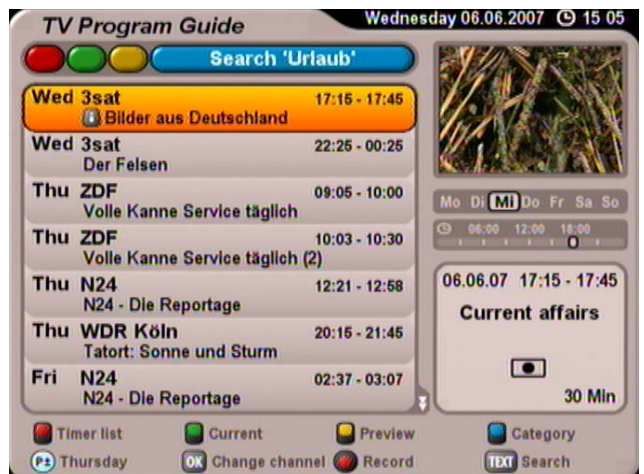 TV Program Guide
Wednesday 06.06.2007 15 05
Search 'Urlaub'
Wed 3sat 17:15 - 17:45
Bilder aus Deutschland
Wed 3sat 22:25 - 00:25
Der Felsen
Thu ZDF 09:05 - 10:00
Volle Kanne Service täglich
Thu ZDF 10:03 - 10:30
Volle Kanne Service täglich (2)
Thu N24 12:21 - 12:58
N24 - Die Reportage
Thu WDR Köln 20:15 - 21:45
Tatort: Sonne und Sturm
Fri N24 02:37 - 03:07
N24 - Die Reportage
Mo Di Mi Do Fr Sa So
06:00 12:00 18:00
06.06.07 17:15 - 17:45
Current affairs
30 Min
Timer list Current Preview Category
P± Thursday OK Change channel Record TEXT Search